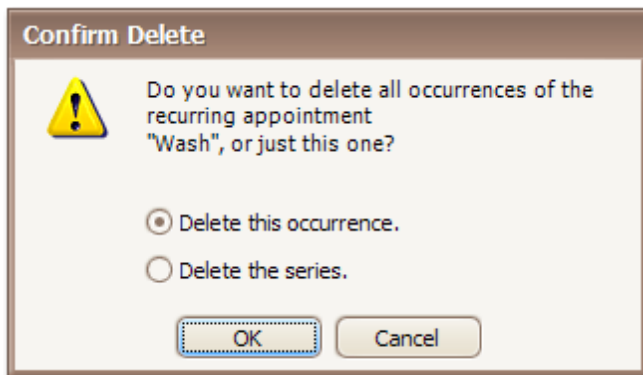 Confirm Delete
Do you want to delete all occurrences of the
recurring appointment
"Wash", or just this one?
Delete this occurrence.
Delete the series.
OK
Cancel